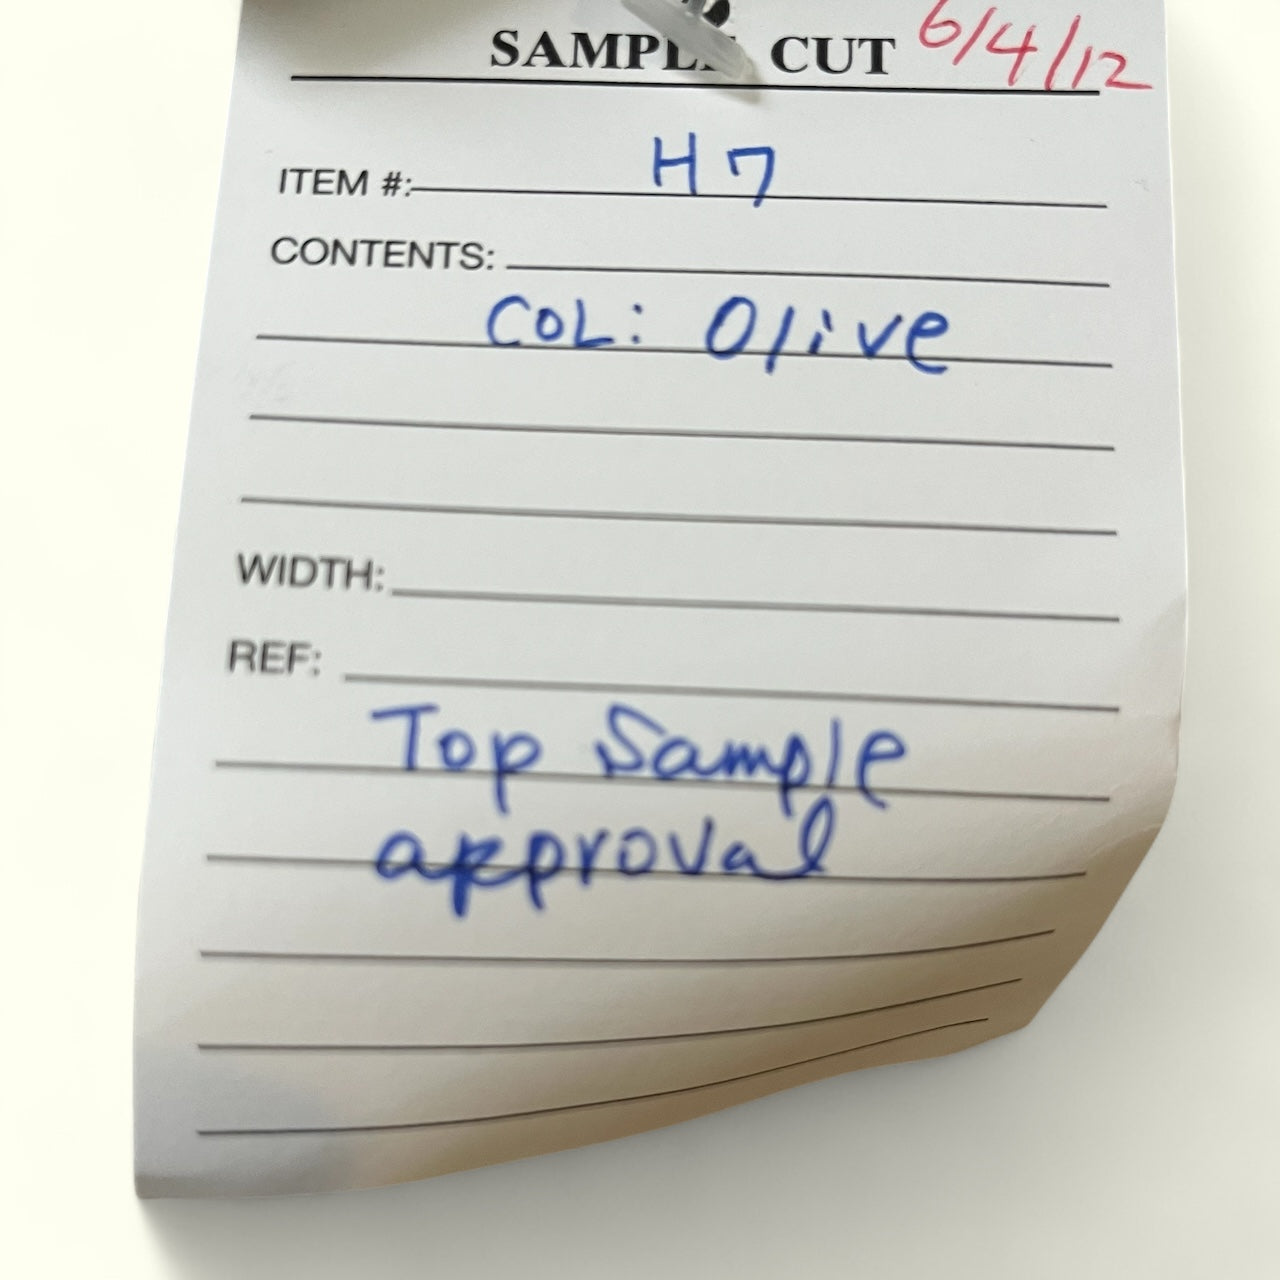 SAMPLE CUT 6/4/12
ITEM #: H7
CONTENTS:
COL: Olive
WIDTH:
REF:
Top Sample
approval